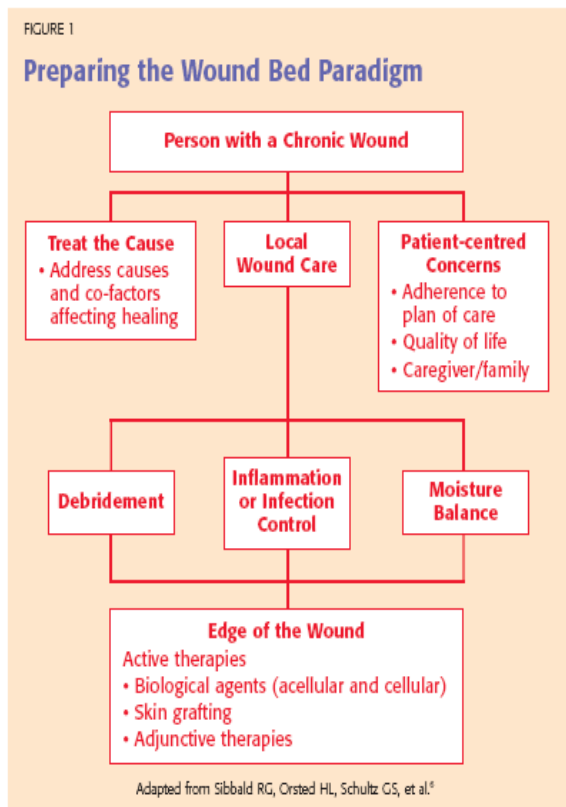 FIGURE 1
Preparing the Wound Bed Paradigm
Person with a Chronic Wound
Treat the Cause
• Address causes
and co-factors
affecting healing
Local
Wound Care
Patient-centred
Concerns
• Adherence to
plan of care
• Quality of life
• Caregiver/family
Debridement
Inflammation
or Infection
Control
Moisture
Balance
Edge of the Wound
Active therapies
• Biological agents (acellular and cellular)
• Skin grafting
• Adjunctive therapies
Adapted from Sibbald RG, Orsted HL, Schultz GS, et al.⁶